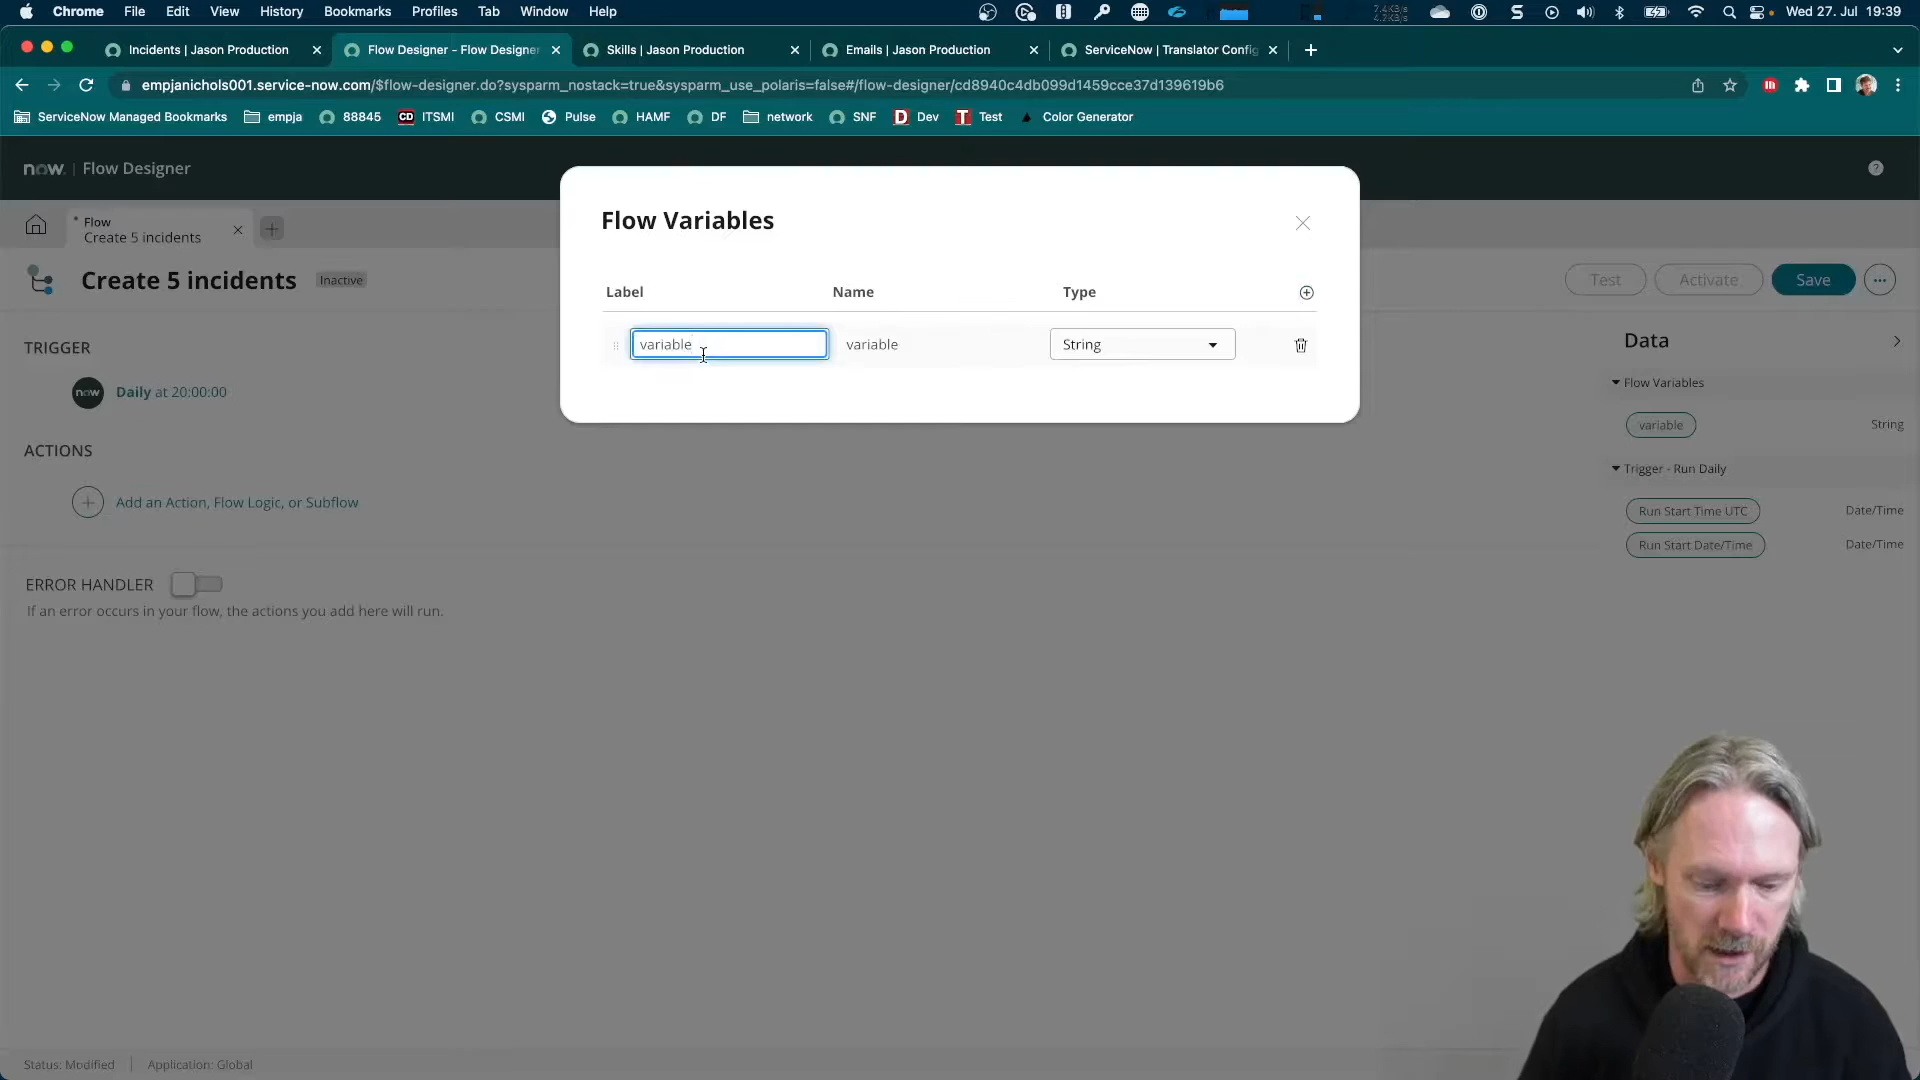 Chrome File Edit View History Bookmarks Profiles Tab Window Help
7.4KB/s
4.2KB/s
Wed 27. Jul 19:39
Incidents | Jason Production
Flow Designer - Flow Designer
Skills | Jason Production
Emails | Jason Production
ServiceNow | Translator Config
empjanichols001.service-now.com/$flow-designer.do?sysparm_nostack=true&sysparm_use_polaris=false#/flow-designer/cd8940c4db099d1459cce37d139619b6
ServiceNow Managed Bookmarks empja 88845 CD ITSMI CSMI Pulse HAMF DF network SNF D Dev T Test Color Generator
now. | Flow Designer
* Flow
Create 5 incidents
Create 5 incidents Inactive
Test Activate Save
Flow Variables
Label Name Type
variable variable String
TRIGGER
now Daily at 20:00:00
ACTIONS
Add an Action, Flow Logic, or Subflow
ERROR HANDLER
If an error occurs in your flow, the actions you add here will run.
Data
Flow Variables
variable String
Trigger - Run Daily
Run Start Time UTC Date/Time
Run Start Date/Time Date/Time
Status: Modified | Application: Global